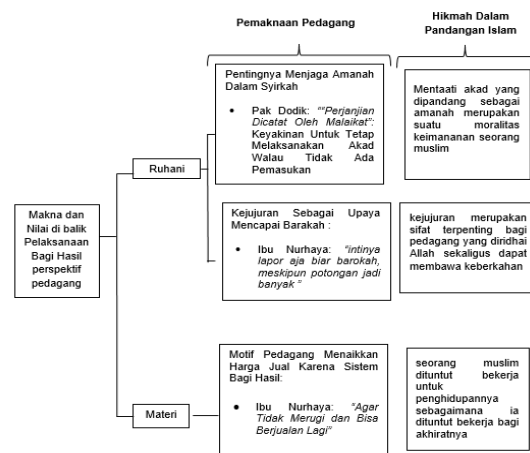 Pemaknaan Pedagang
Hikmah Dalam
Pandangan Islam
Pentingnya Menjaga Amanah
Dalam Syirkah
• Pak Dodik: ""Perjanjian
Dicatat Oleh Malaikat":
Keyakinan Untuk Tetap
Melaksanakan Akad
Walau Tidak Ada
Pemasukan
Mentaati akad yang
dipandang sebagai
amanah merupakan
suatu moralitas
keimananan seorang
muslim
Ruhani
Makna dan
Nilai di balik
Pelaksanaan
Bagi Hasil
perspektif
pedagang
Kejujuran Sebagai Upaya
Mencapai Barakah :
• Ibu Nurhaya: "intinya
lapor aja biar barokah,
meskipun potongan jadi
banyak "
kejujuran merupakan
sifat terpenting bagi
pedagang yang diridhai
Allah sekaligus dapat
membawa keberkahan
Motif Pedagang Menaikkan
Harga Jual Karena Sistem
Bagi Hasil:
• Ibu Nurhaya: "Agar
Tidak Merugi dan Bisa
Berjualan Lagi"
Materi
seorang muslim
dituntut bekerja
untuk
penghidupannya
sebagaimana ia
dituntut bekerja bagi
akhiratnya